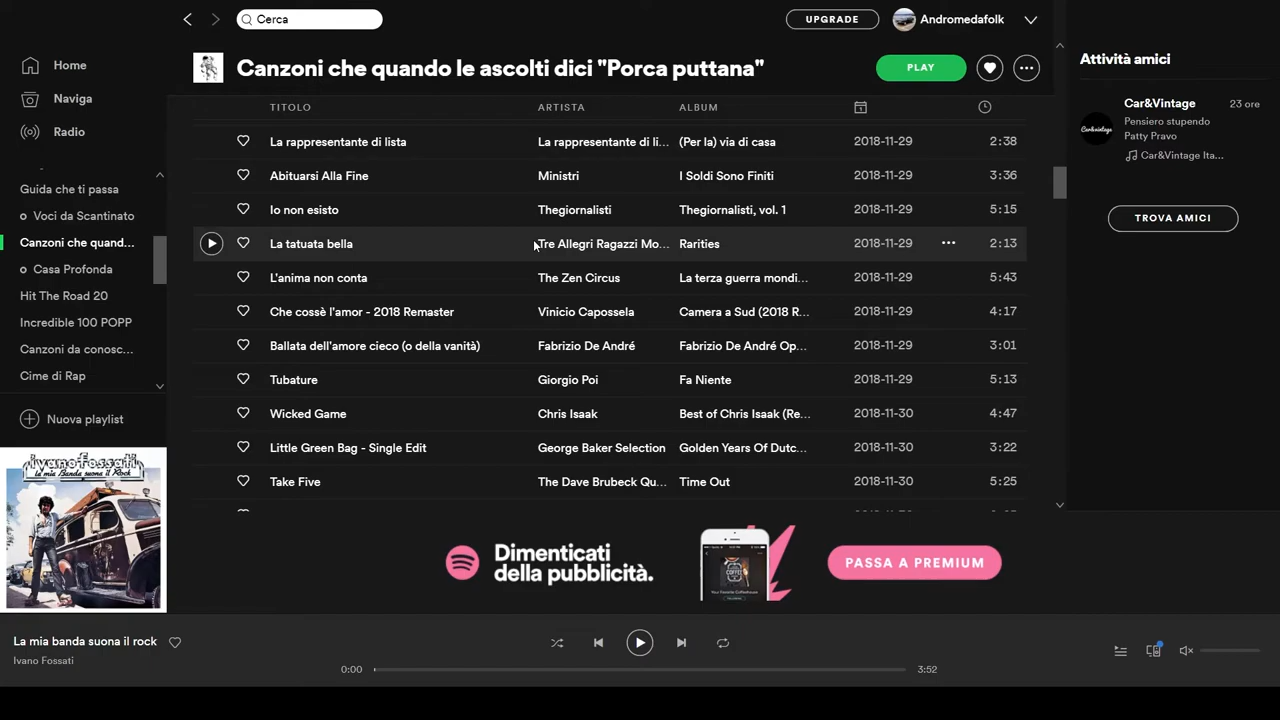 Cerca
UPGRADE
Andromedafolk
Home
Naviga
Radio
Guida che ti passa
Voci da Scantinato
Canzoni che quand...
Casa Profonda
Hit The Road 20
Incredible 100 POPP
Canzoni da conosc...
Cime di Rap
Nuova playlist
ivano fossati
la mia Banda suona il Rock
Canzoni che quando le ascolti dici "Porca puttana"
PLAY
TITOLO ARTISTA ALBUM
La rappresentante di lista La rappresentante di li... (Per la) via di casa 2018-11-29 2:38
Abituarsi Alla Fine Ministri I Soldi Sono Finiti 2018-11-29 3:36
Io non esisto Thegiornalisti Thegiornalisti, vol. 1 2018-11-29 5:15
La tatuata bella Tre Allegri Ragazzi Mo... Rarities 2018-11-29 2:13
L'anima non conta The Zen Circus La terza guerra mondi... 2018-11-29 5:43
Che cossè l'amor - 2018 Remaster Vinicio Capossela Camera a Sud (2018 R... 2018-11-29 4:17
Ballata dell'amore cieco (o della vanità) Fabrizio De André Fabrizio De André Op... 2018-11-29 3:01
Tubature Giorgio Poi Fa Niente 2018-11-29 5:13
Wicked Game Chris Isaak Best of Chris Isaak (Re... 2018-11-30 4:47
Little Green Bag - Single Edit George Baker Selection Golden Years Of Dutc... 2018-11-30 3:22
Take Five The Dave Brubeck Qu... Time Out 2018-11-30 5:25
Attività amici
Car&Vintage 23 ore
Pensiero stupendo
Patty Pravo
Car&Vintage Ita...
TROVA AMICI
Dimenticati
della pubblicità.
PASSA A PREMIUM
La mia banda suona il rock
Ivano Fossati
0:00 3:52